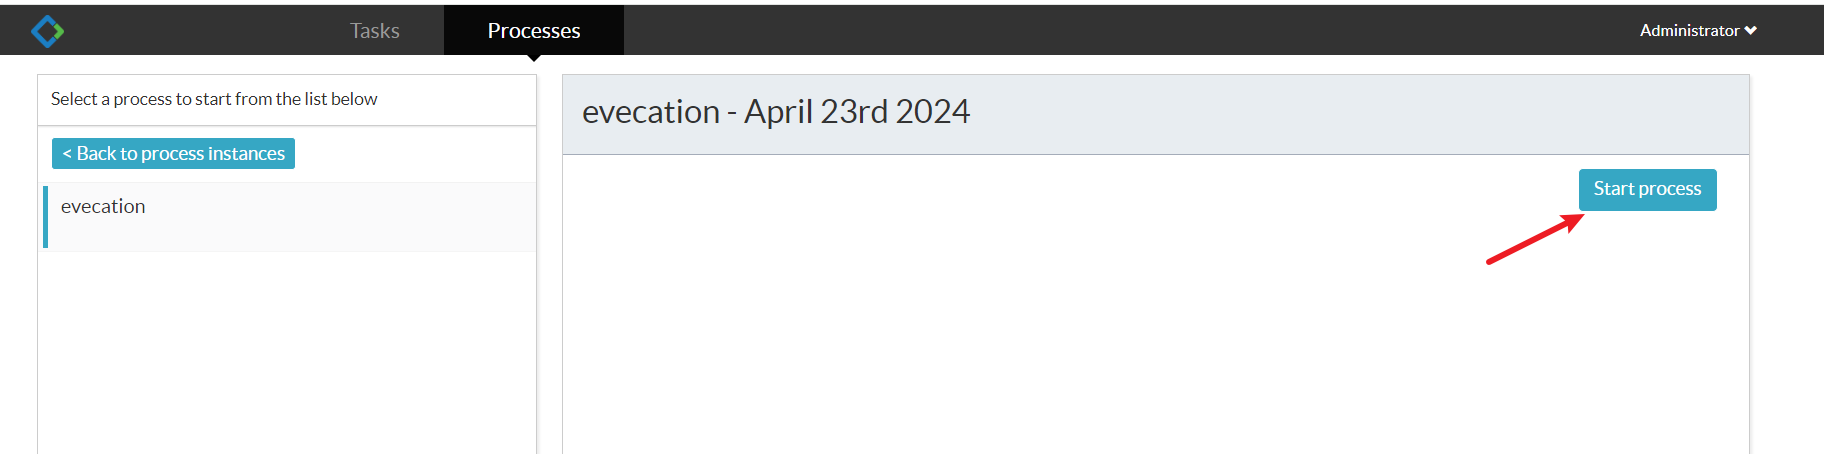 Tasks
Processes
Administrator
Select a process to start from the list below
< Back to process instances
evecation
evecation - April 23rd 2024
Start process